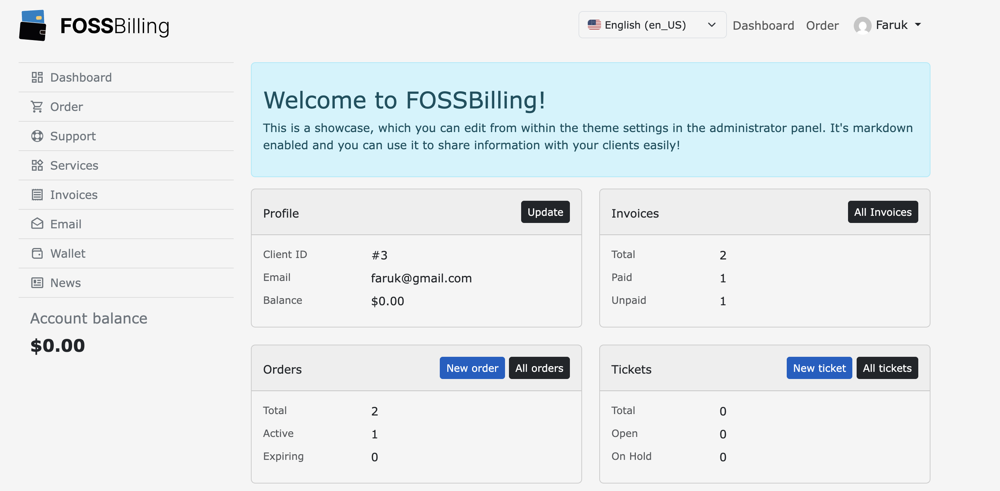 FOSSBilling
English (en_US)
Dashboard
Order
Faruk
Dashboard
Order
Support
Services
Invoices
Email
Wallet
News
Account balance
$0.00
Welcome to FOSSBilling!
This is a showcase, which you can edit from within the theme settings in the administrator panel. It's markdown
enabled and you can use it to share information with your clients easily!
Profile
Update
Client ID #3
Email faruk@gmail.com
Balance $0.00
Invoices
All Invoices
Total 2
Paid 1
Unpaid 1
Orders
New order
All orders
Total 2
Active 1
Expiring 0
Tickets
New ticket
All tickets
Total 0
Open 0
On Hold 0